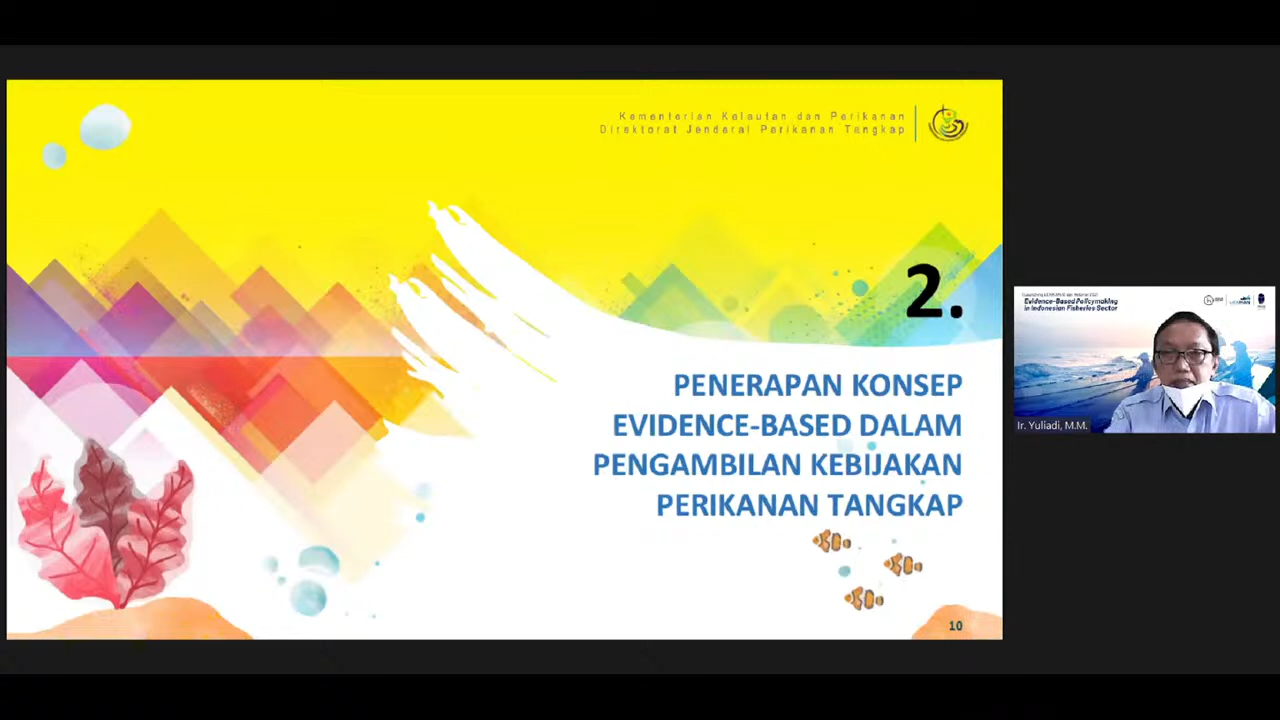 Kementerian Kelautan dan Perikanan
Direktorat Jenderal Perikanan Tangkap
2.
PENERAPAN KONSEP
EVIDENCE-BASED DALAM
PENGAMBILAN KEBIJAKAN
PERIKANAN TANGKAP
10
Evidence-Based Policymaking
in Indonesian Fisheries Sector
Ir. Yuliadi, M.M.